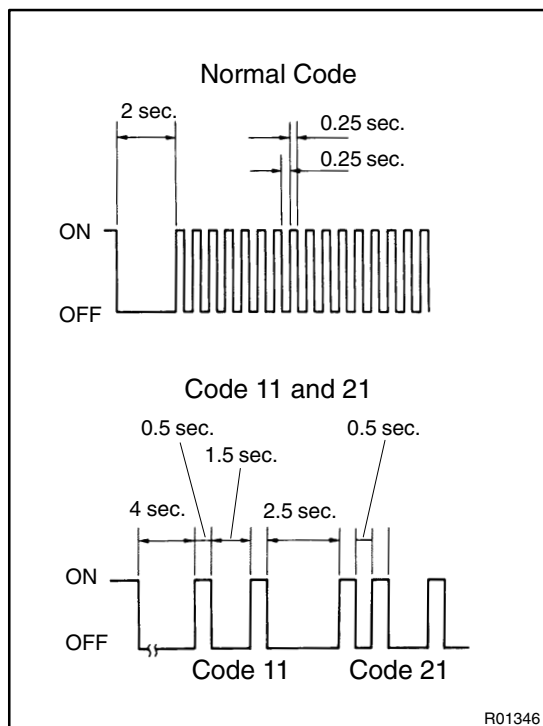 Normal Code
2 sec.
0.25 sec.
0.25 sec.
ON
OFF
Code 11 and 21
0.5 sec.
0.5 sec.
1.5 sec.
4 sec.
2.5 sec.
ON
OFF
Code 11
Code 21
R01346